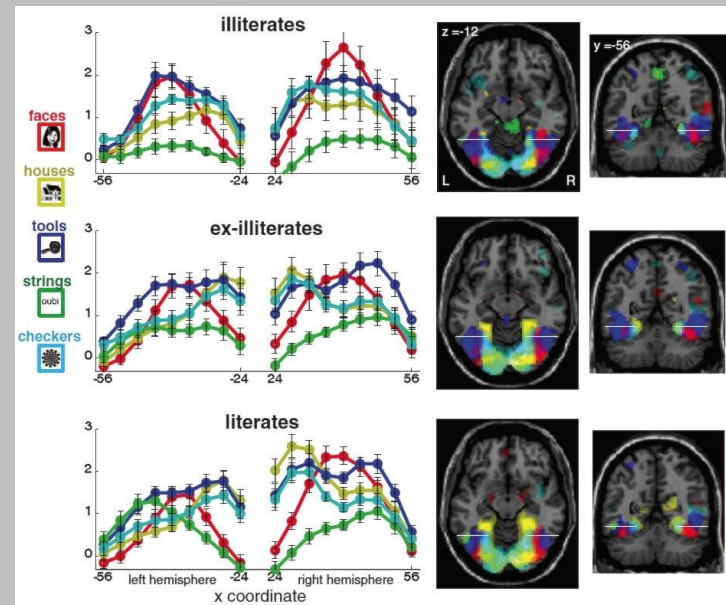 illiterates
z =-12
y =-56
3
2
1
0
-56
-24
24
56
L
R
faces
houses
tools
strings
oubi
checkers
ex-illiterates
3
2
1
0
-56
-24
24
56
literates
3
2
1
0
-56
left hemisphere
-24
24
right hemisphere
56
x coordinate